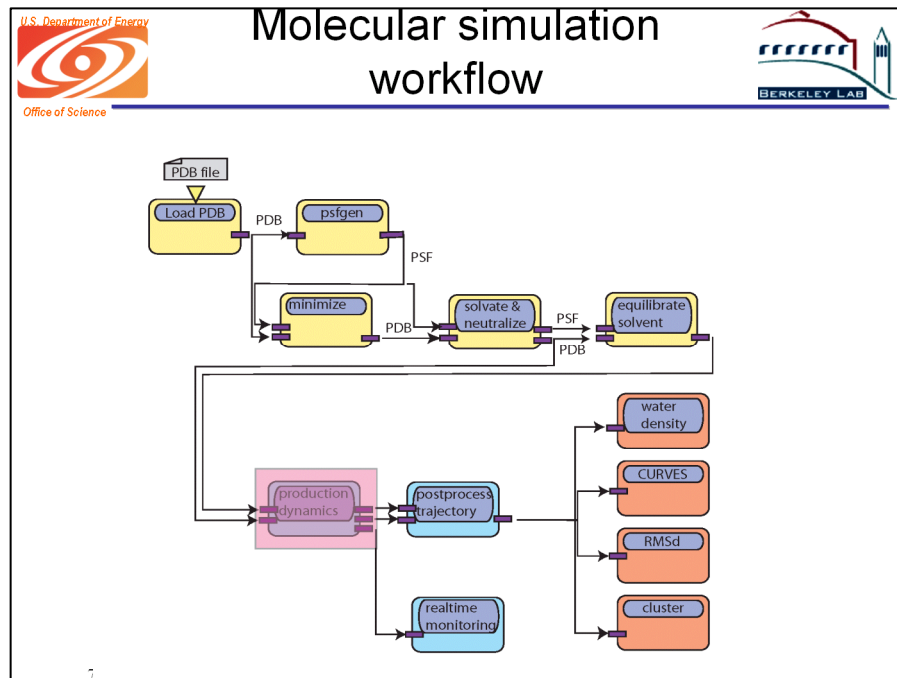 U.S. Department of Energy
Molecular simulation
workflow
Office of Science
BERKELEY LAB
PDB file
Load PDB
PDB
psfgen
PSF
minimize
PDB
solvate &
neutralize
PSF
PDB
equilibrate
solvent
water
density
production
dynamics
postprocess
trajectory
CURVES
RMSd
realtime
monitoring
cluster
7